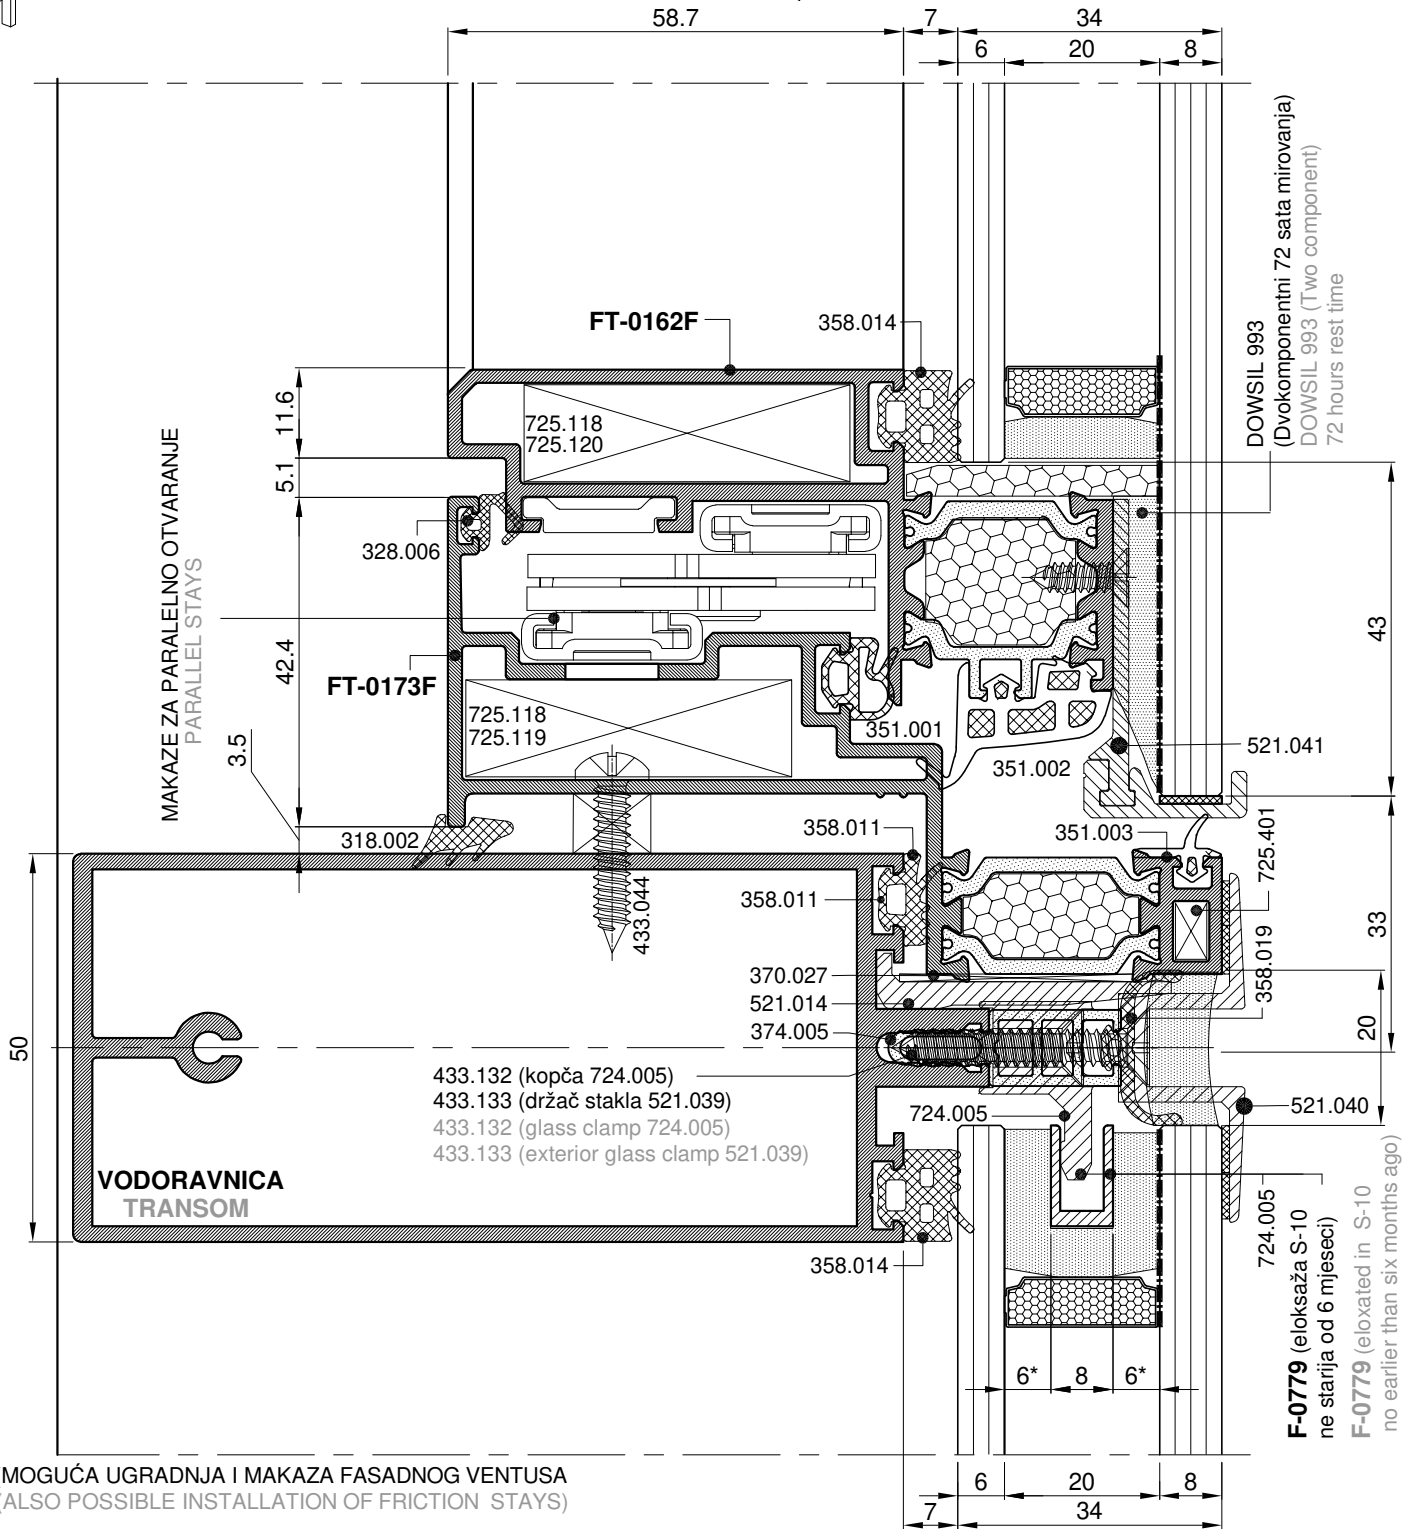 58.7
7
34
6
20
8
DOWSIL 993
(Dvokomponentni 72 sata mirovanja)
DOWSIL 993 (Two component)
72 hours rest time
FT-0162F
358.014
11.6
5.1
42.4
3.5
725.118
725.120
MAKAZE ZA PARALELNO OTVARANJE
PARALLEL STAYS
328.006
FT-0173F
725.118
725.119
351.001
351.002
43
521.041
318.002
358.011
351.003
725.401
358.011
433.044
33
370.027
521.014
374.005
358.019
50
20
433.132 (kopča 724.005)
433.133 (držač stakla 521.039)
433.132 (glass clamp 724.005)
433.133 (exterior glass clamp 521.039)
724.005
521.040
VODORAVNICA
TRANSOM
358.014
724.005
F-0779 (eloksaža S-10
ne starija od 6 mjeseci)
F-0779 (eloxated in S-10
no earlier than six months ago)
6*
8
6*
MOGUĆA UGRADNJA I MAKAZA FASADNOG VENTUSA
(ALSO POSSIBLE INSTALLATION OF FRICTION STAYS)
6
20
8
7
34